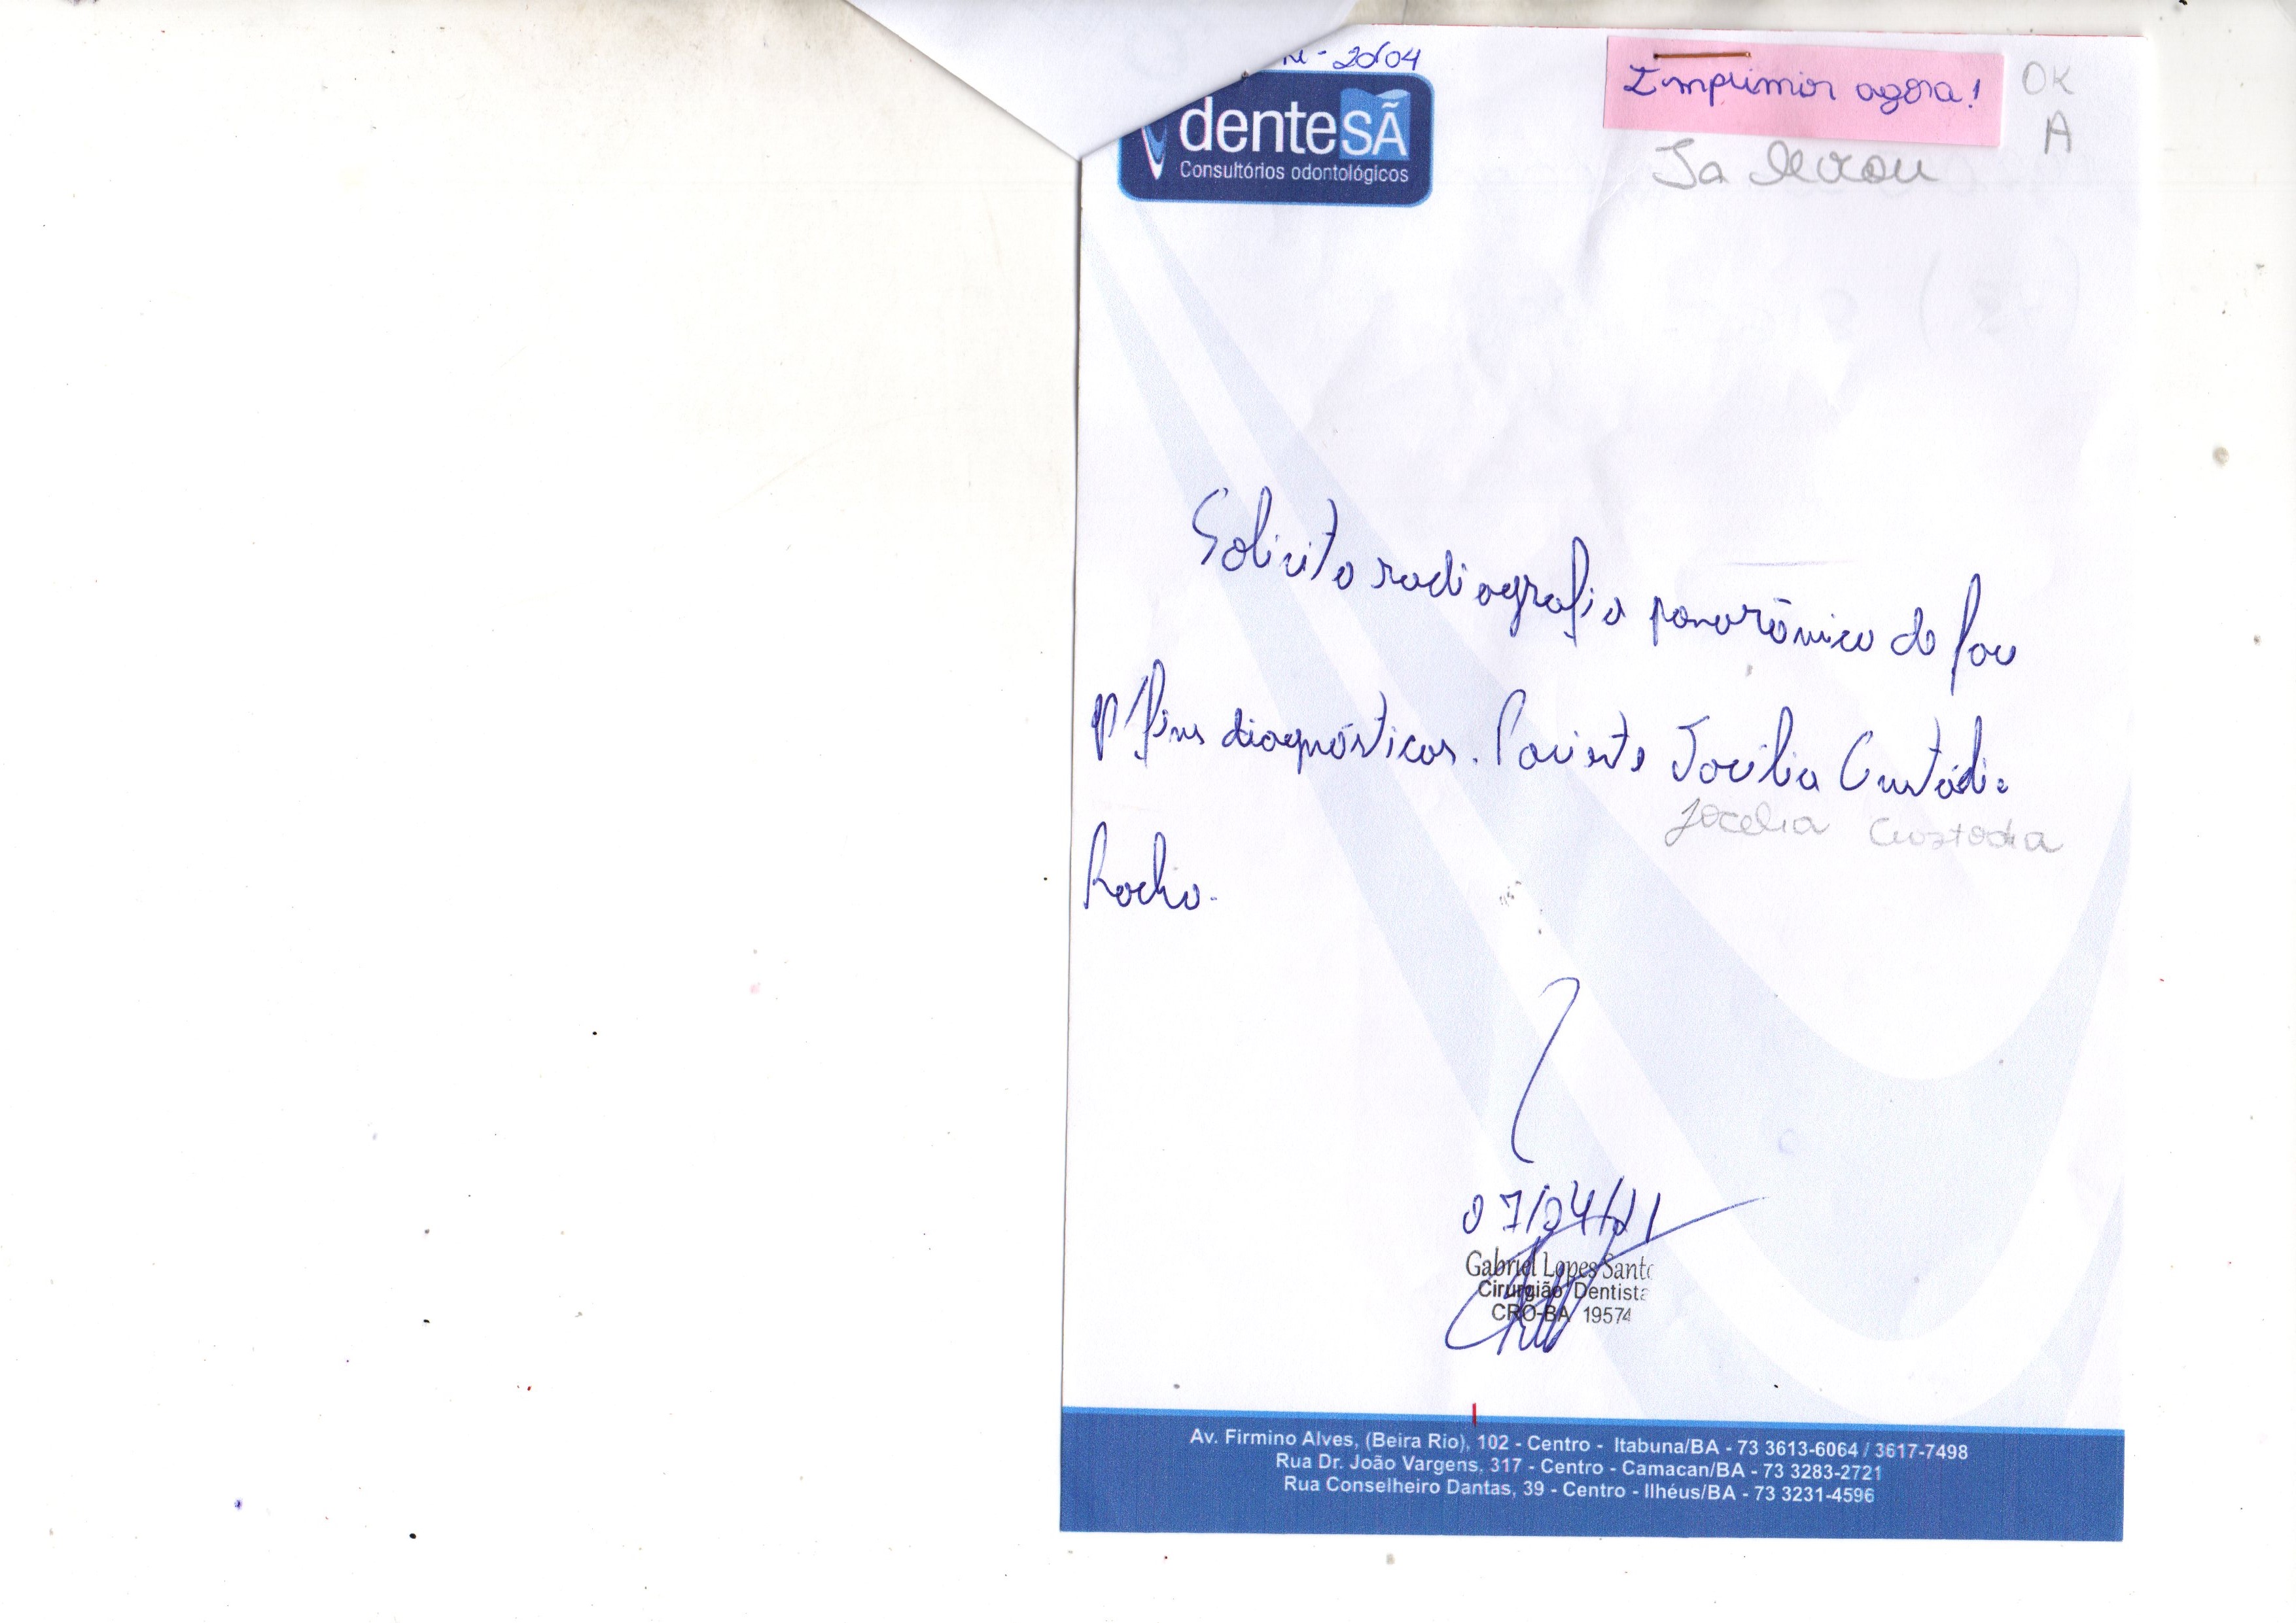 - 20/04
Imprimir agora!
OK
A
Ja levou
dentesÃ
Consultórios odontológicos
Solicito radiografia panorâmica da face
p/ fins diagnósticos. Paciente Jocélia Custódia
Jocelia Custodia
Rocha.
07/04/21
Gabriel Lopes Santo
Cirurgião Dentista
CRO-BA 19574
Av. Firmino Alves, (Beira Rio), 102 - Centro - Itabuna/BA - 73 3613-6064 / 3617-7498
Rua Dr. João Vargens, 317 - Centro - Camacan/BA - 73 3283-2721
Rua Conselheiro Dantas, 39 - Centro - Ilhéus/BA - 73 3231-4596